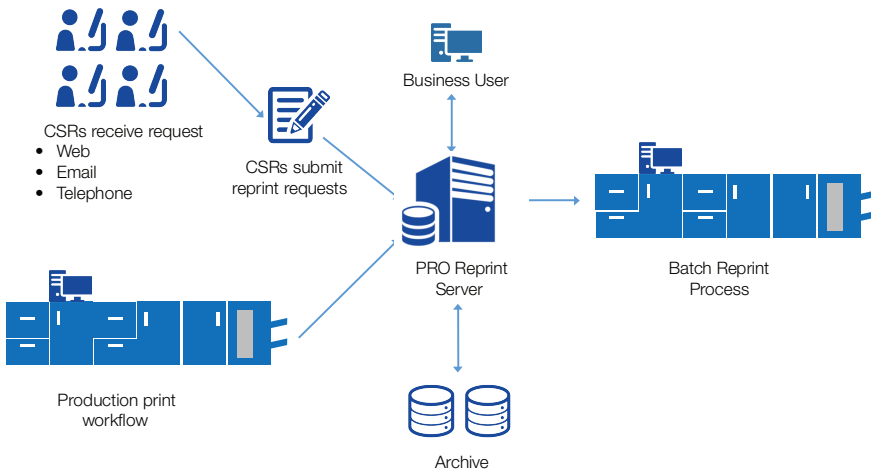 CSRs receive request
• Web
• Email
• Telephone
CSRs submit
reprint requests
Business User
PRO Reprint
Server
Batch Reprint
Process
Production print
workflow
Archive